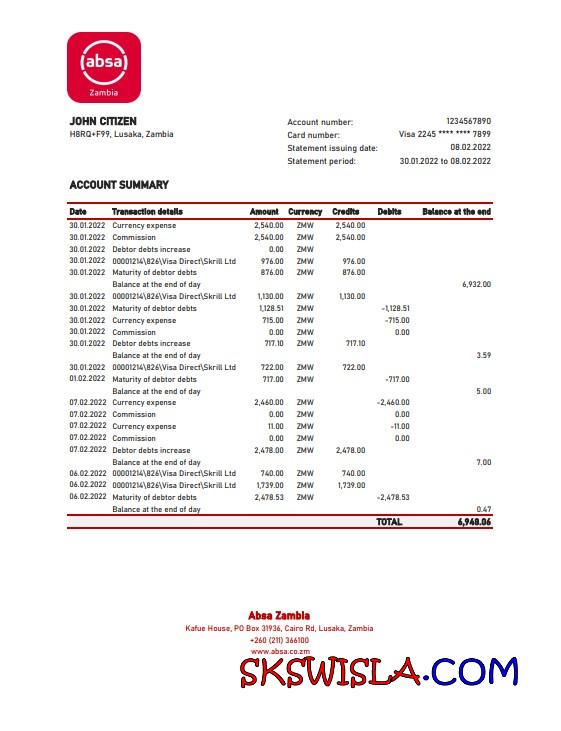 absa
Zambia
JOHN CITIZEN
H8RQ+F99, Lusaka, Zambia
Account number: 1234567890
Card number: Visa 2245 **** **** 7899
Statement issuing date: 08.02.2022
Statement period: 30.01.2022 to 08.02.2022
ACCOUNT SUMMARY
Date Transaction details Amount Currency Credits Debits Balance at the end
30.01.2022 Currency expense 2,540.00 ZMW 2,540.00
30.01.2022 Commission 2,540.00 ZMW 2,540.00
30.01.2022 Debtor debts increase 0.00 ZMW
30.01.2022 00001214\826\Visa Direct\Skrill Ltd 976.00 ZMW 976.00
30.01.2022 Maturity of debtor debts 876.00 ZMW 876.00
Balance at the end of day 6,932.00
30.01.2022 00001214\826\Visa Direct\Skrill Ltd 1,130.00 ZMW 1,130.00
30.01.2022 Maturity of debtor debts 1,128.51 ZMW -1,128.51
30.01.2022 Currency expense 715.00 ZMW -715.00
30.01.2022 Commission 0.00 ZMW 0.00
30.01.2022 Debtor debts increase 717.10 ZMW 717.10
Balance at the end of day 3.59
30.01.2022 00001214\826\Visa Direct\Skrill Ltd 722.00 ZMW 722.00
01.02.2022 Maturity of debtor debts 717.00 ZMW -717.00
Balance at the end of day 5.00
07.02.2022 Currency expense 2,460.00 ZMW -2,460.00
07.02.2022 Commission 0.00 ZMW 0.00
07.02.2022 Currency expense 11.00 ZMW -11.00
07.02.2022 Commission 0.00 ZMW 0.00
07.02.2022 Debtor debts increase 2,478.00 ZMW 2,478.00
Balance at the end of day 7.00
06.02.2022 00001214\826\Visa Direct\Skrill Ltd 740.00 ZMW 740.00
06.02.2022 00001214\826\Visa Direct\Skrill Ltd 1,739.00 ZMW 1,739.00
06.02.2022 Maturity of debtor debts 2,478.53 ZMW -2,478.53
Balance at the end of day 0.47
TOTAL 6,948.06
Absa Zambia
Kafue House, PO Box 31936, Cairo Rd, Lusaka, Zambia
+260 (211) 366100
www.absa.co.zm
SKSWISLA.COM